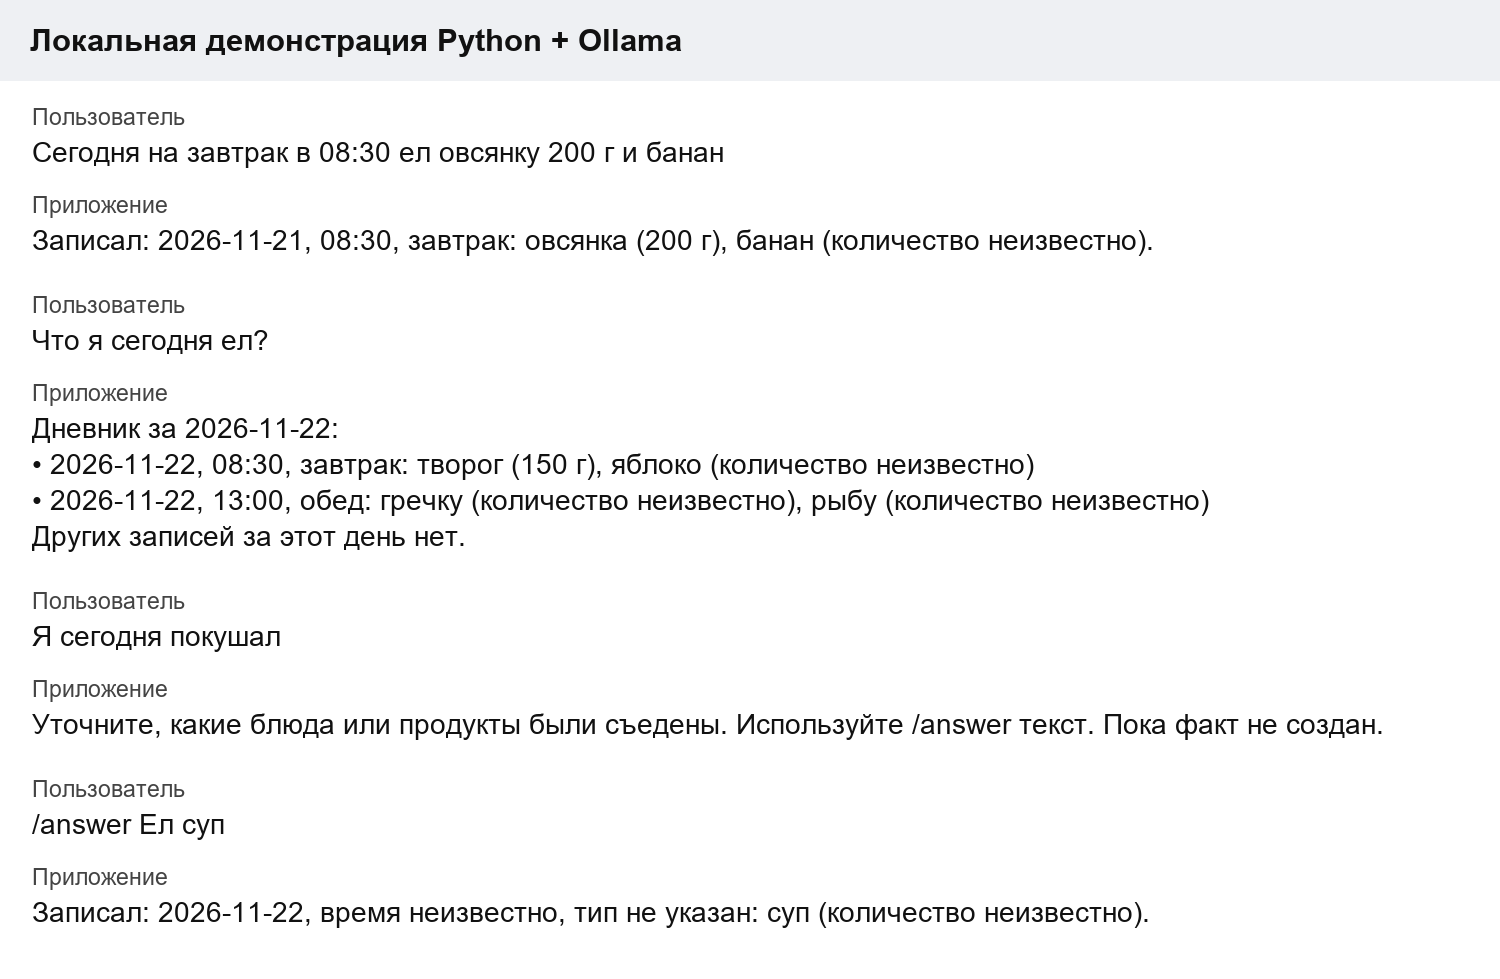 Локальная демонстрация Python + Ollama
Пользователь
Сегодня на завтрак в 08:30 ел овсянку 200 г и банан
Приложение
Записал: 2026-11-21, 08:30, завтрак: овсянка (200 г), банан (количество неизвестно).
Пользователь
Что я сегодня ел?
Приложение
Дневник за 2026-11-22:
• 2026-11-22, 08:30, завтрак: творог (150 г), яблоко (количество неизвестно)
• 2026-11-22, 13:00, обед: гречку (количество неизвестно), рыбу (количество неизвестно)
Других записей за этот день нет.
Пользователь
Я сегодня покушал
Приложение
Уточните, какие блюда или продукты были съедены. Используйте /answer текст. Пока факт не создан.
Пользователь
/answer Ел суп
Приложение
Записал: 2026-11-22, время неизвестно, тип не указан: суп (количество неизвестно).